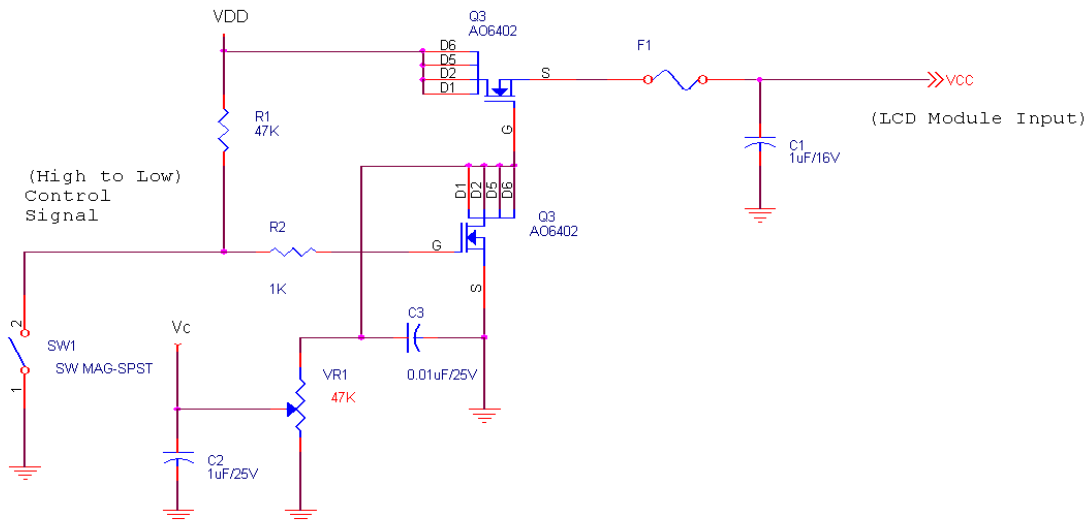 VDD
Q3
AO6402
F1
D6
D5
D2
D1
S
VCC
(LCD Module Input)
R1
47K
G
C1
1uF/16V
(High to Low)
Control
Signal
D1
D2
D5
D6
Q3
AO6402
R2
G
1K
S
2
Vc
C3
SW1
SW MAG-SPST
VR1
0.01uF/25V
47K
1
C2
1uF/25V